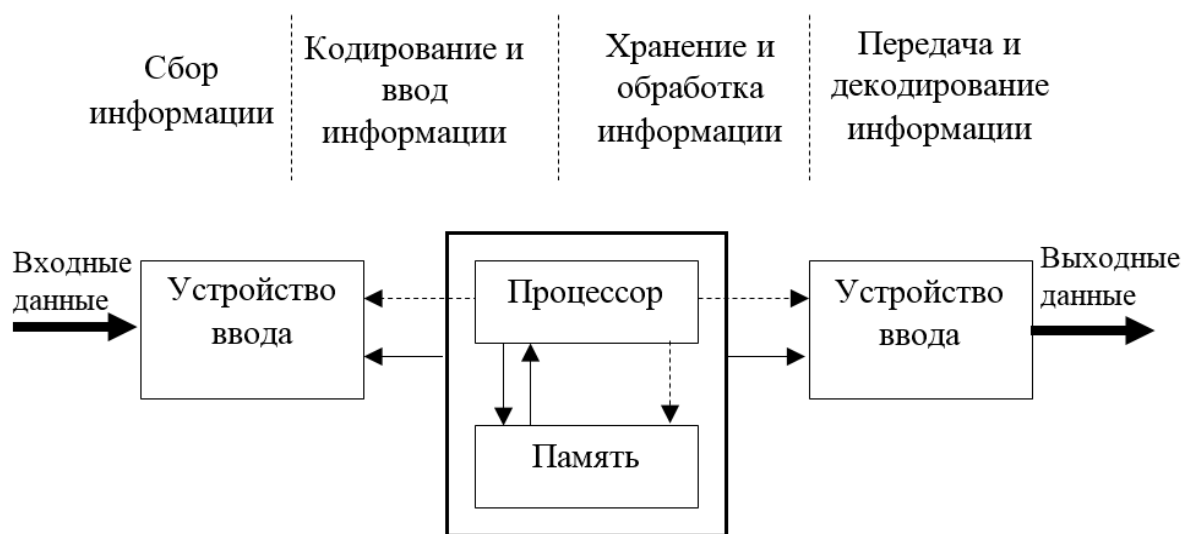 Сбор
информации
Кодирование и
ввод
информации
Хранение и
обработка
информации
Передача и
декодирование
информации
Входные
данные
Устройство
ввода
Процессор
Память
Устройство
ввода
Выходные
данные